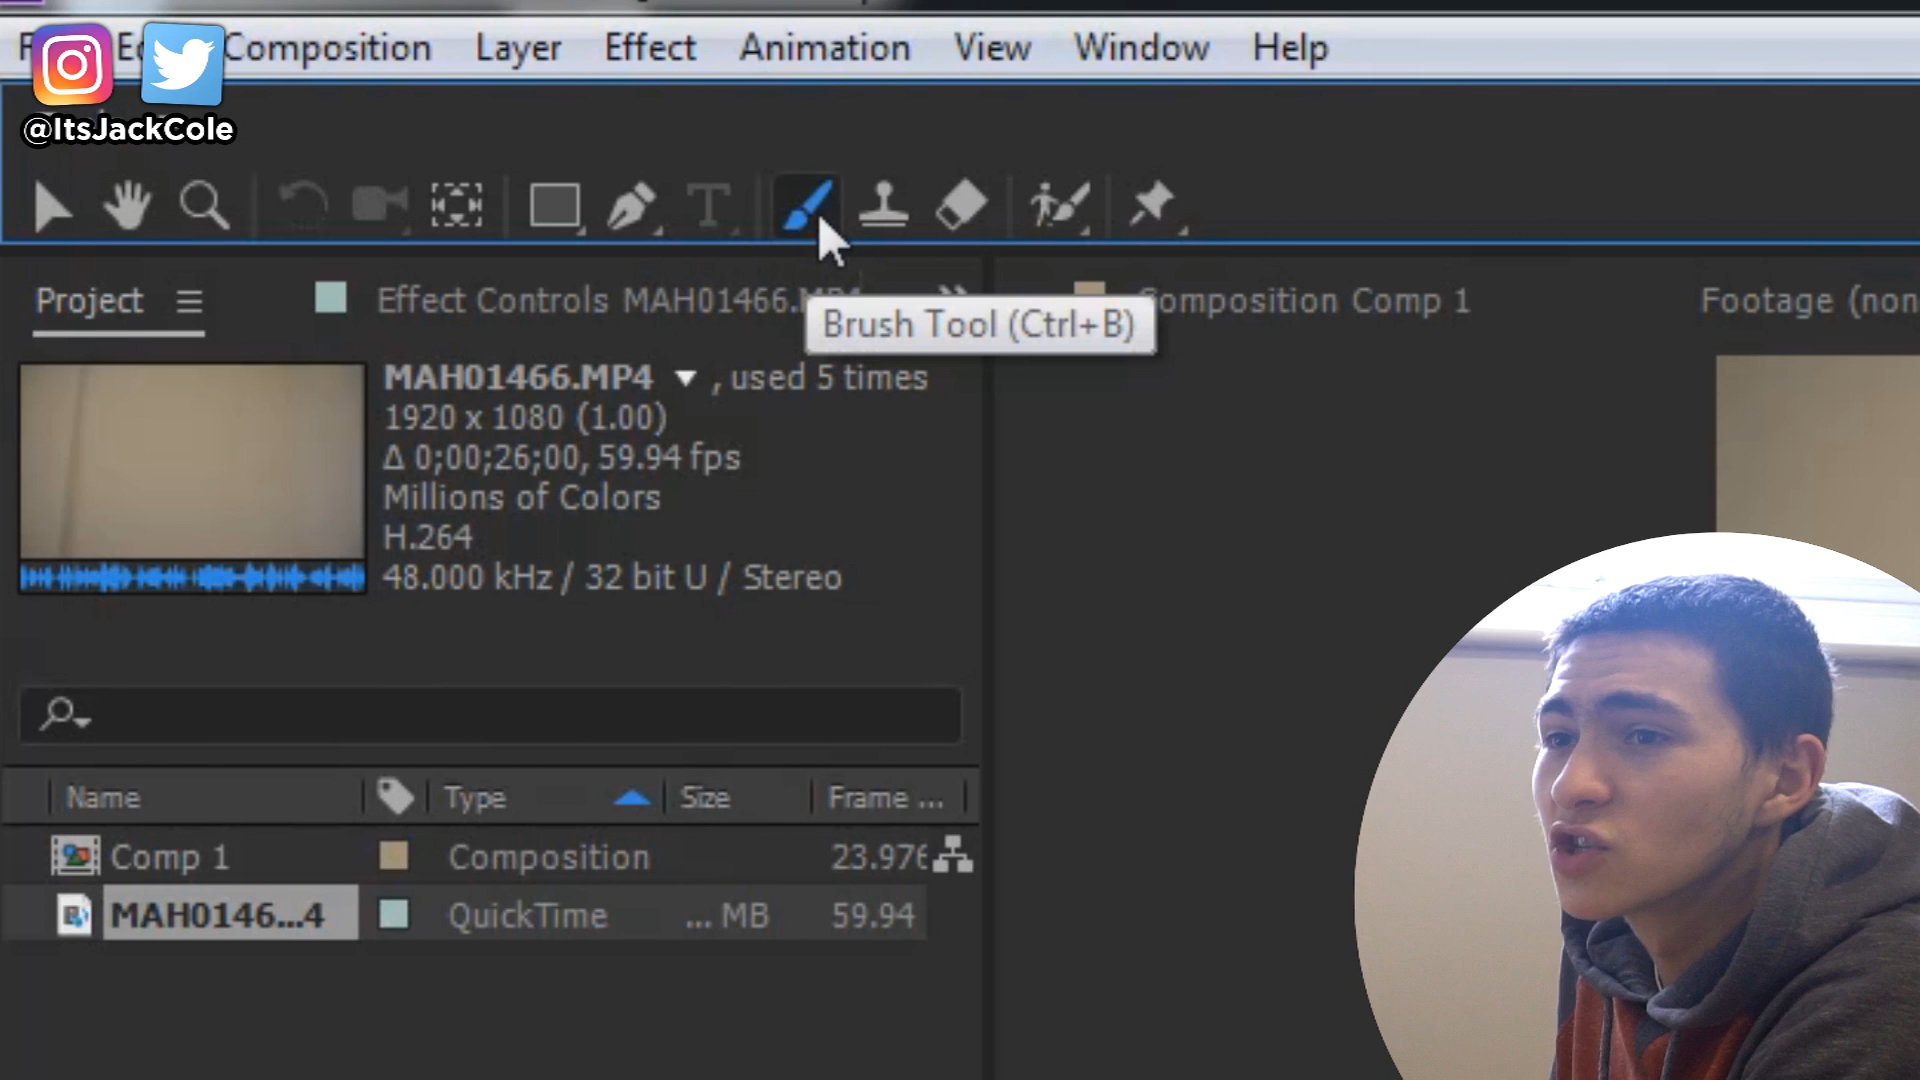 Composition Layer Effect Animation View Window Help
@ItsJackCole
T
Project
Effect Controls MAH01466.MP4
Composition Comp 1
Footage (non
Brush Tool (Ctrl+B)
MAH01466.MP4 , used 5 times
1920 x 1080 (1.00)
Δ 0;00;26;00, 59.94 fps
Millions of Colors
H.264
48.000 kHz / 32 bit U / Stereo
Name Type Size Frame ...
Comp 1 Composition 23.976
MAH0146...4 QuickTime ... MB 59.94